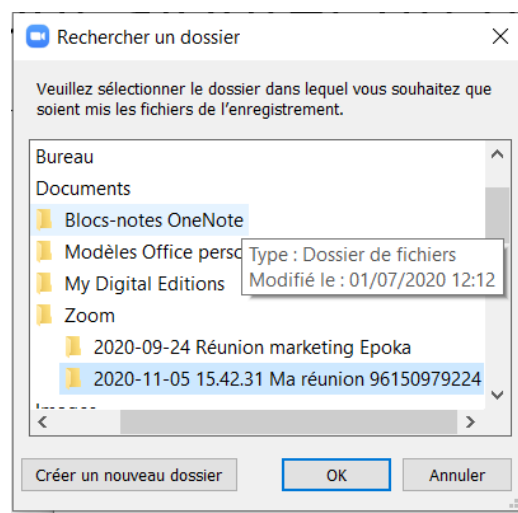 Rechercher un dossier
Veuillez sélectionner le dossier dans lequel vous souhaitez que
soient mis les fichiers de l’enregistrement.
Bureau
Documents
Blocs-notes OneNote
Modèles Office perso
Type : Dossier de fichiers
Modifié le : 01/07/2020 12:12
My Digital Editions
Zoom
2020-09-24 Réunion marketing Epoka
2020-11-05 15.42.31 Ma réunion 96150979224
Créer un nouveau dossier
OK
Annuler